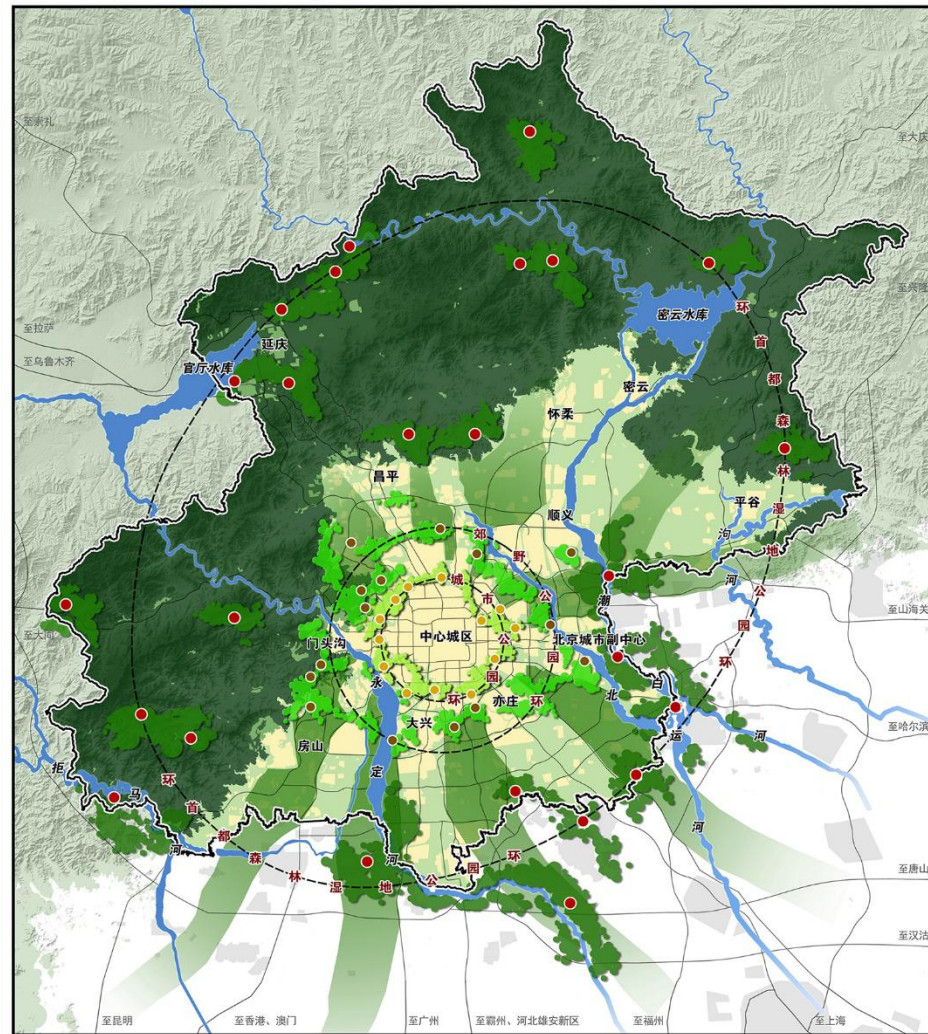 至张北
至大庆
至拉萨
至乌鲁木齐
至兴隆
官厅水库
延庆
密云水库
密云
怀柔
昌平
顺义
平谷
泃
河
环首都森林湿地公园环
郊野公园环
城市公园环
中心城区
北京城市副中心
门头沟
潮
白
河
北
运
河
永
定
河
大兴
亦庄
房山
拒
马
河
环首都森林湿地公园环
至大同
至山海关
至哈尔滨
至唐山
至汉沽
至昆明
至香港、澳门
至广州
至霸州、河北雄安新区
至福州
至上海